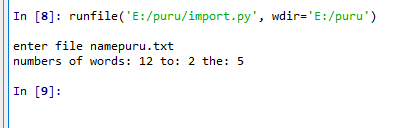 In [8]: runfile('E:/puru/import.py', wdir='E:/puru')
enter file namepuru.txt
numbers of words: 12 to: 2 the: 5
In [9]: